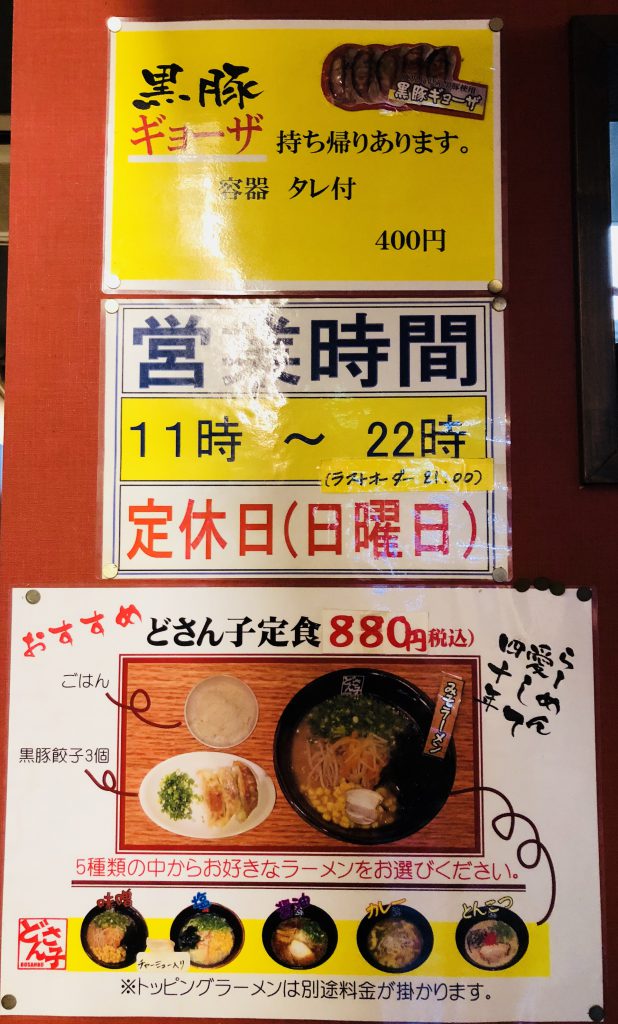 黒豚
ギョーザ 持ち帰りあります。
黒豚ギョーザ
容器 タレ付
400円
営業時間
11時 ～ 22時
(ラストオーダー 21:00)
定休日(日曜日)
おすすめ どさん子定食 880円(税込)
らーめん
愛して
四十年
ごはん
黒豚餃子3個
どさん子
みそラーメン
5種類の中からお好きなラーメンをお選びください。
味噌 塩 醤油 カレー とんこつ
どさん子
DOSANKO
チャーシュー入り
※トッピングラーメンは別途料金が掛かります。